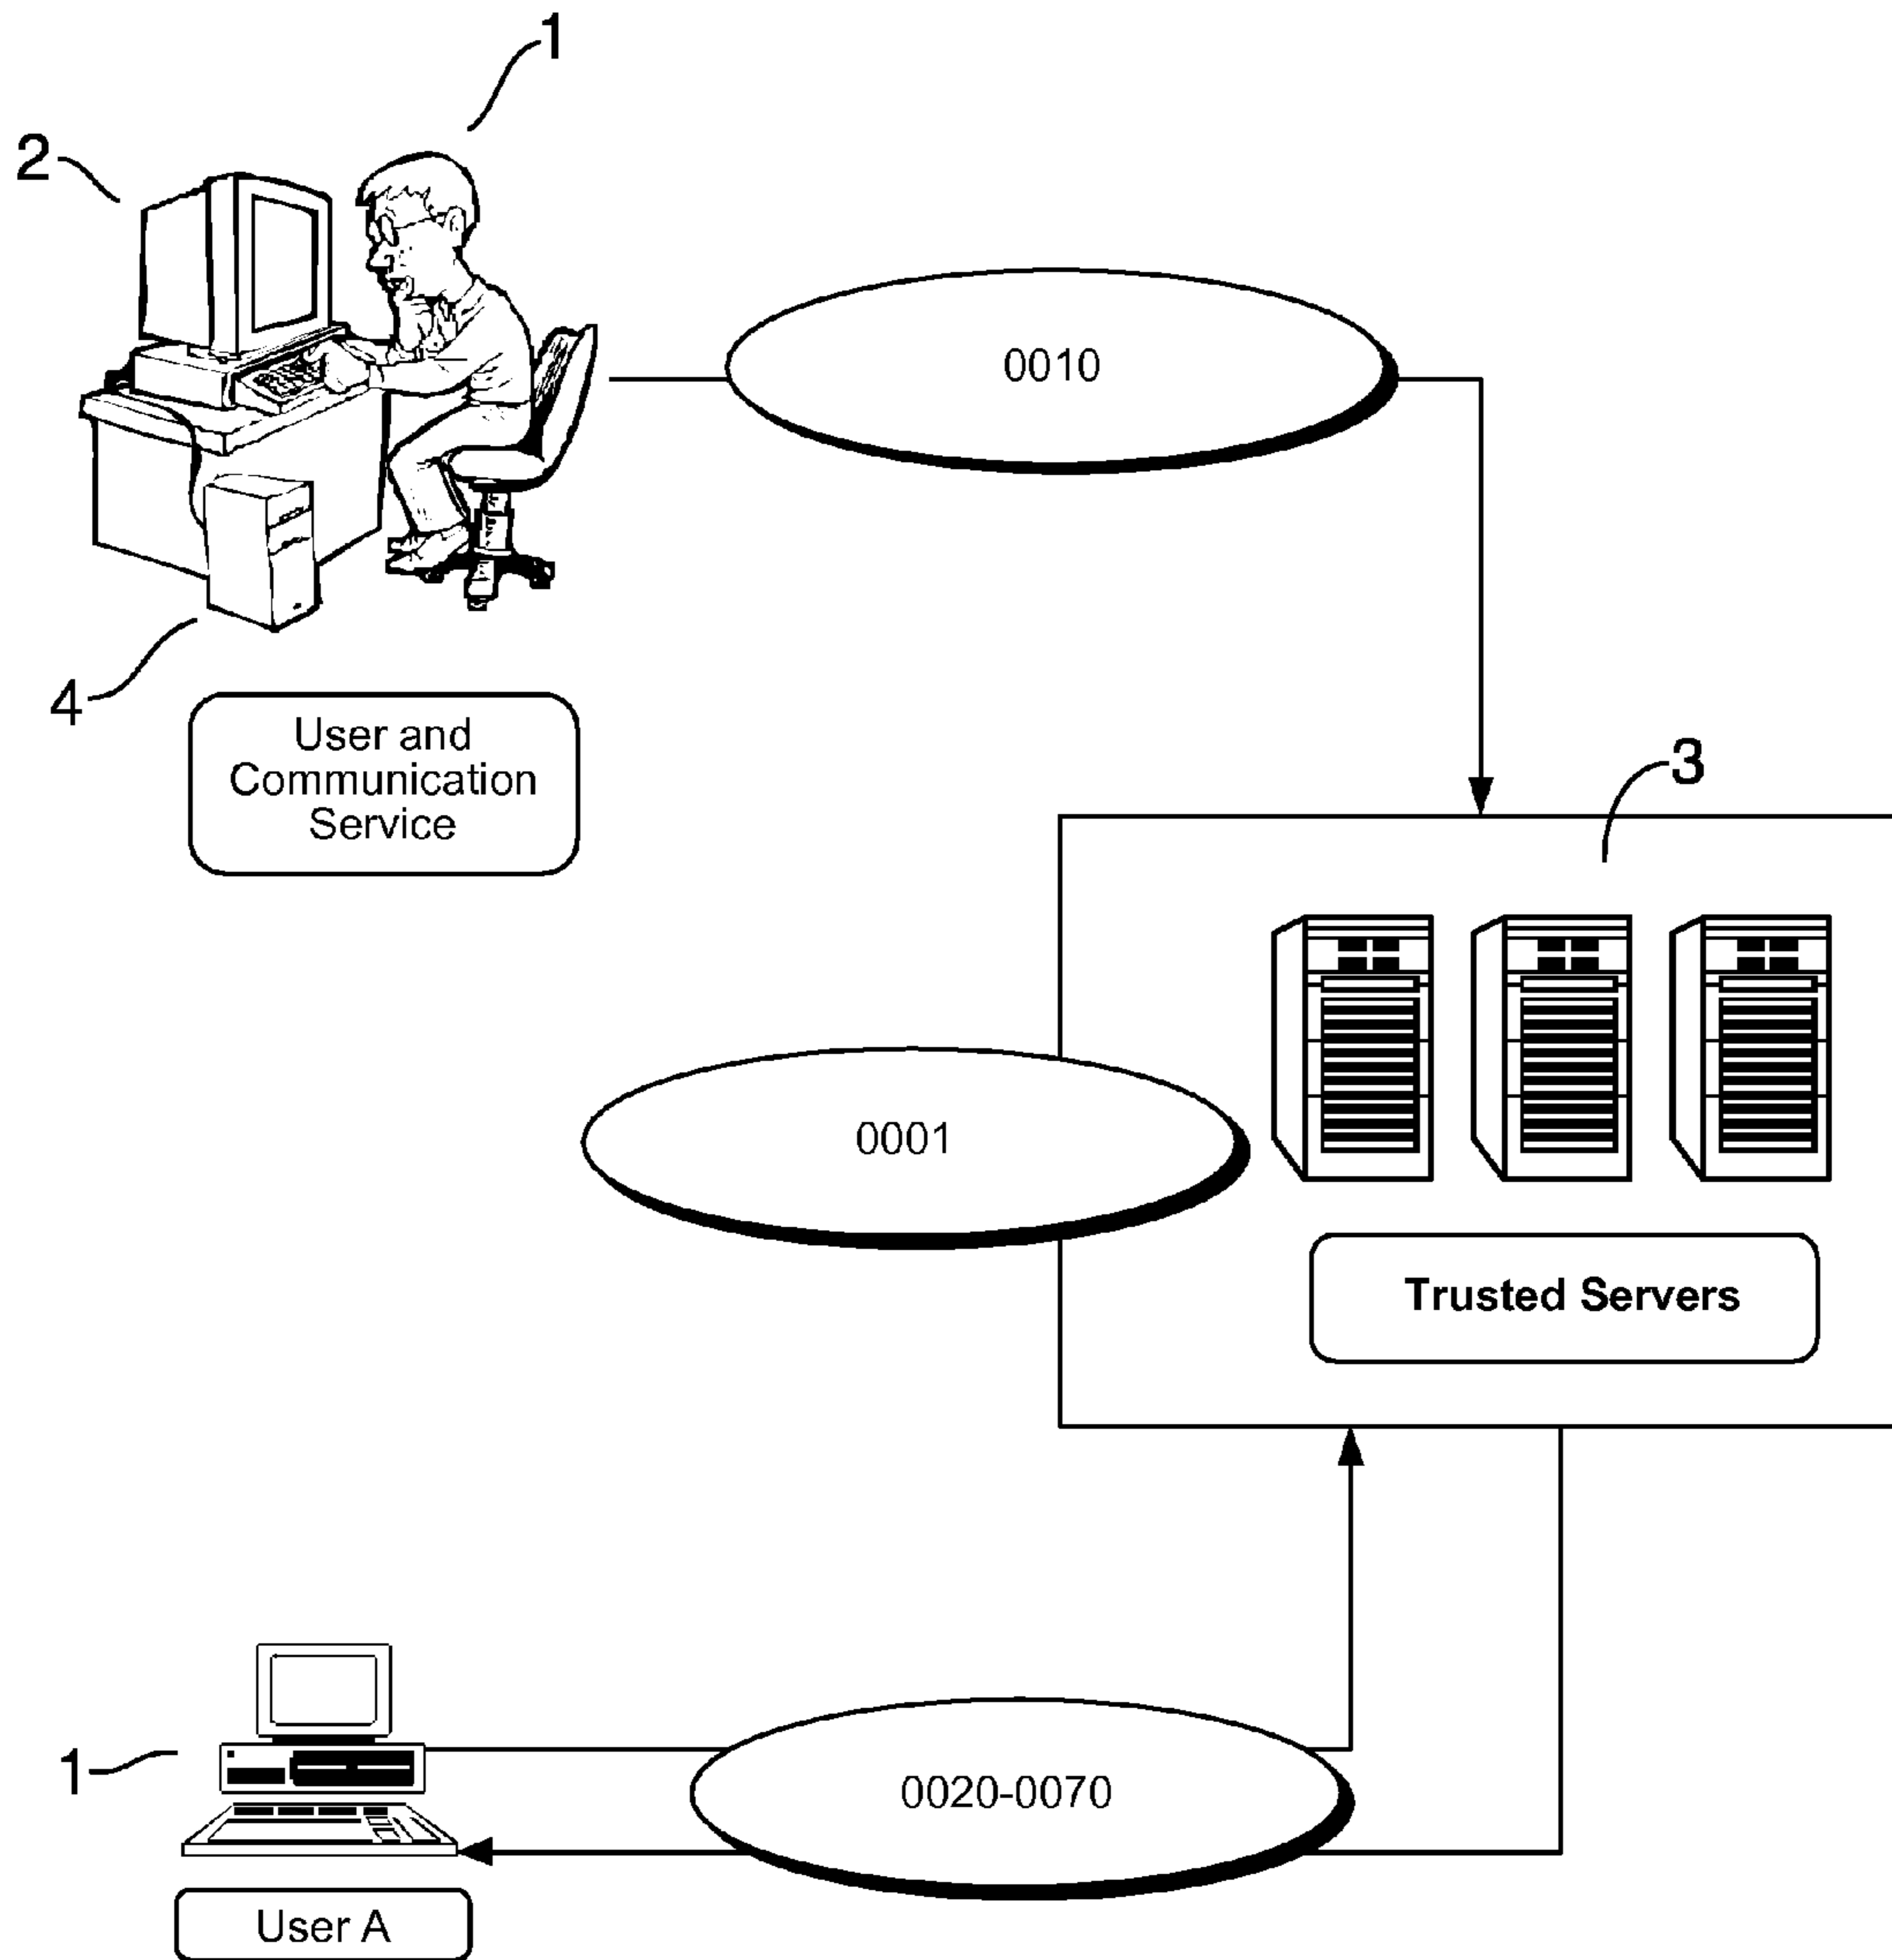 1
2
0010
4
User and
Communication
Service
3
0001
Trusted Servers
1
0020-0070
User A